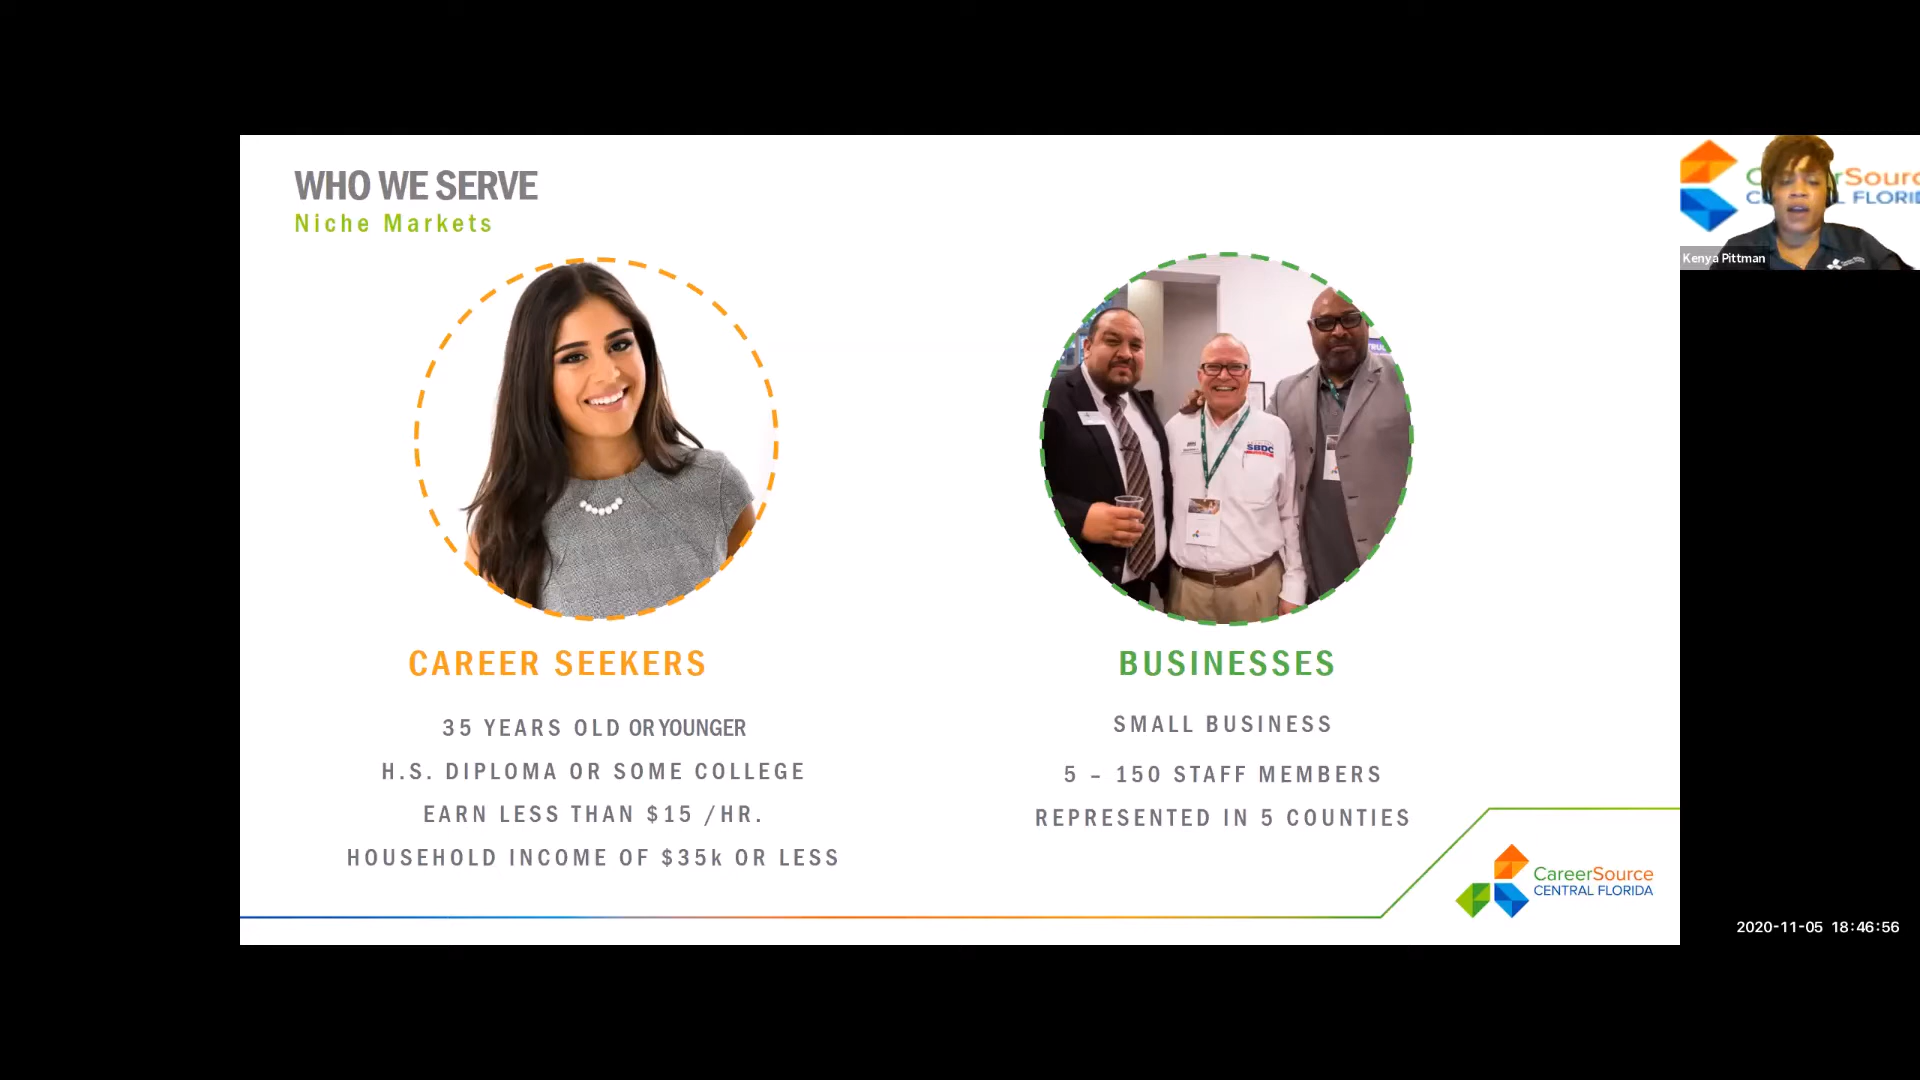 WHO WE SERVE
Niche Markets
CAREER SEEKERS
35 YEARS OLD OR YOUNGER
H.S. DIPLOMA OR SOME COLLEGE
EARN LESS THAN $15 /HR.
HOUSEHOLD INCOME OF $35k OR LESS
SBDC
BUSINESSES
SMALL BUSINESS
5 – 150 STAFF MEMBERS
REPRESENTED IN 5 COUNTIES
CareerSource
CENTRAL FLORIDA
Kenya Pittman
2020-11-05 18:46:56